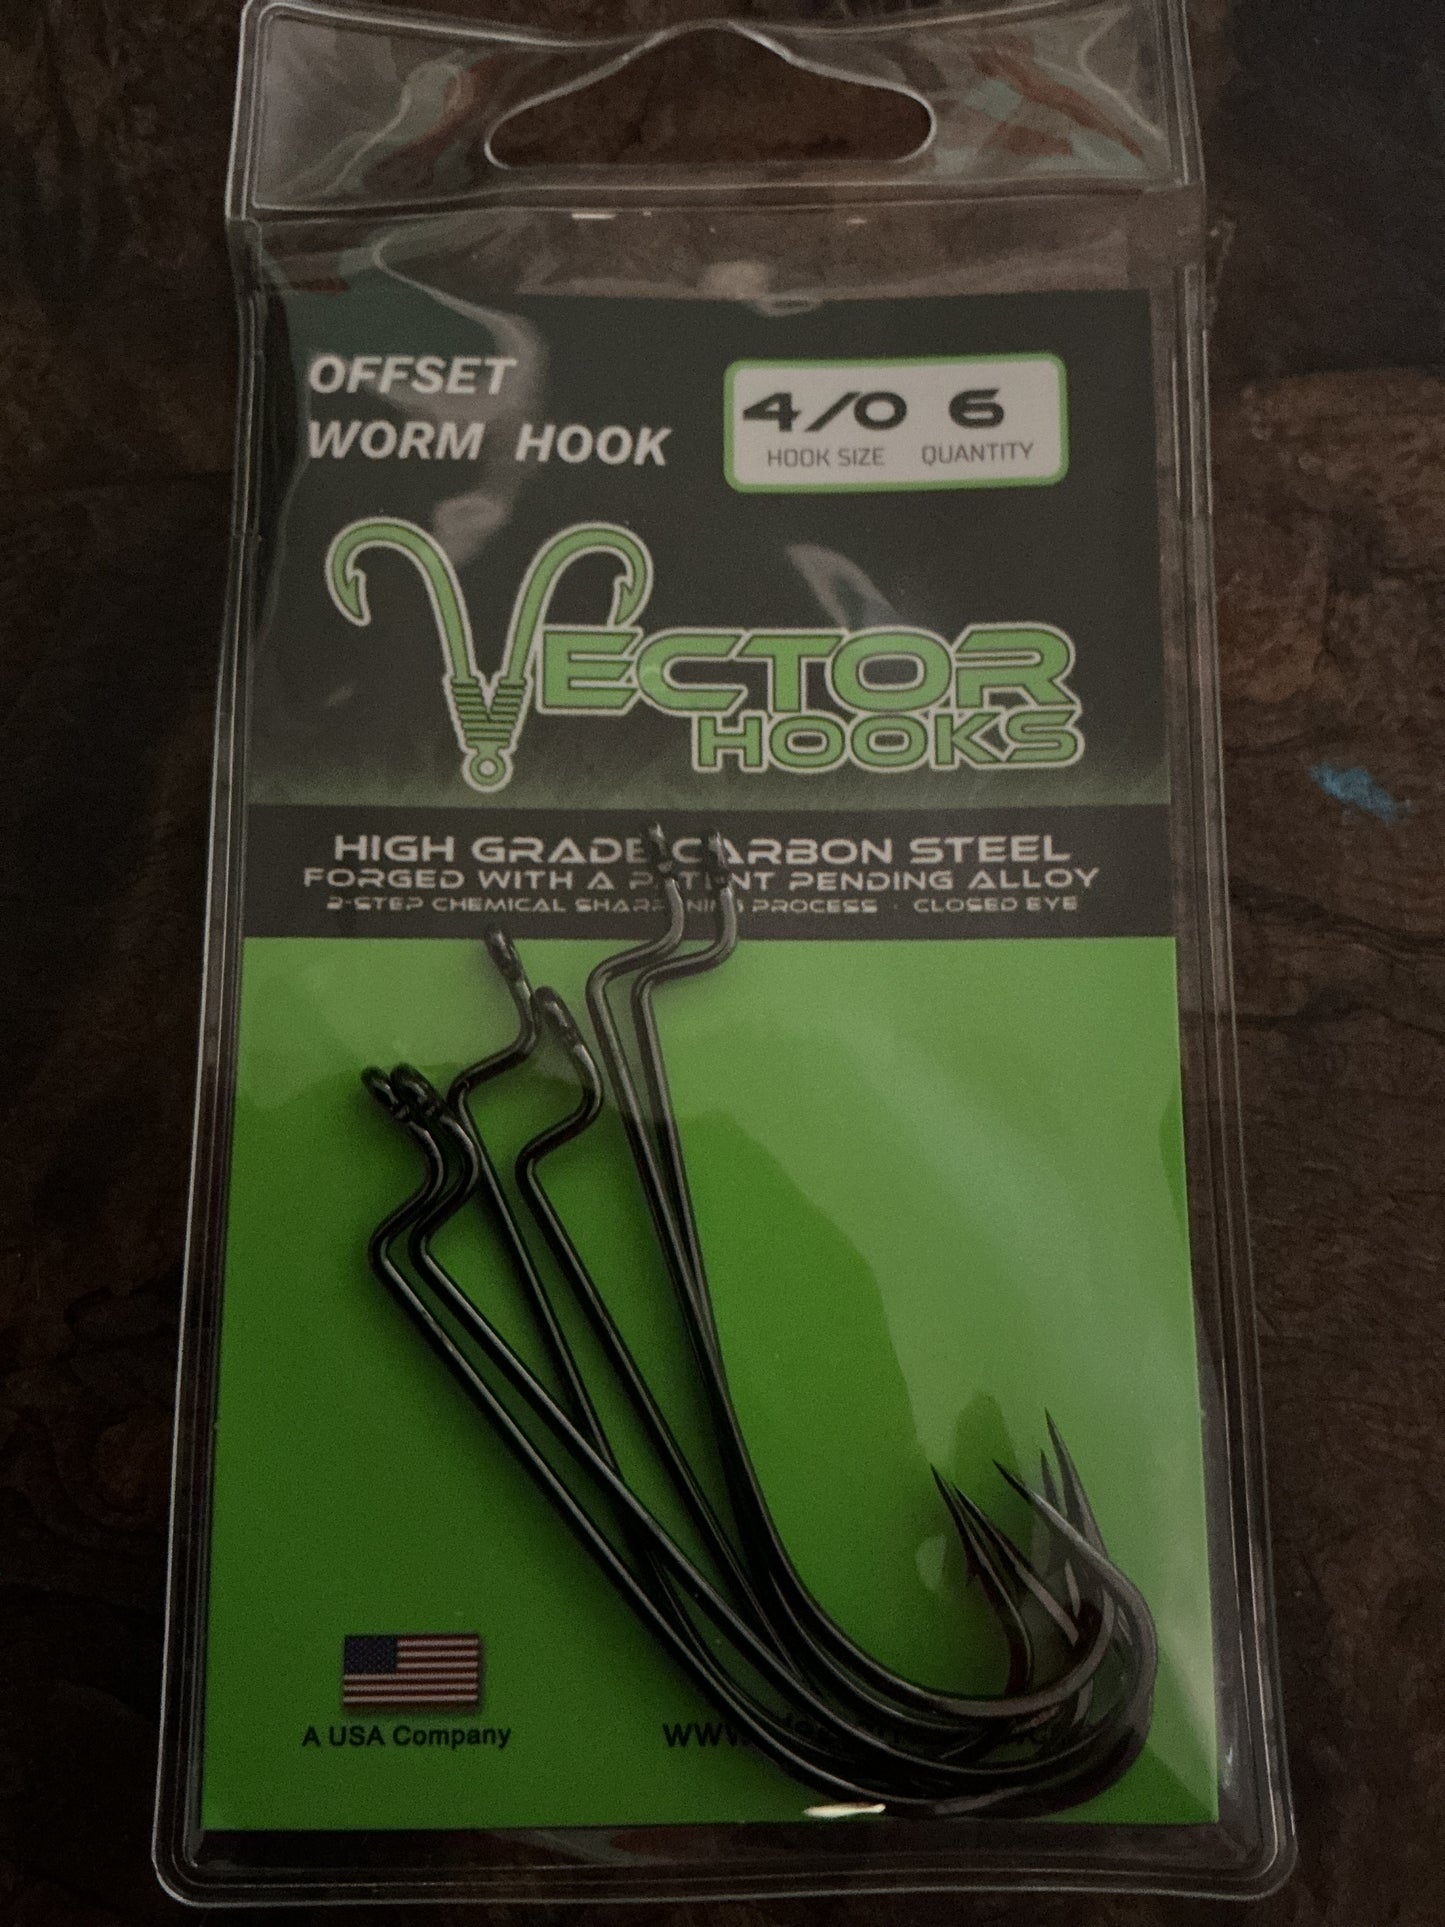 OFFSET
WORM HOOK
4/0 6
HOOK SIZE QUANTITY
VECTOR
HOOKS
HIGH GRADE CARBON STEEL
FORGED WITH A PATENT PENDING ALLOY
2-STEP CHEMICAL SHARPENING PROCESS · CLOSED EYE
A USA Company